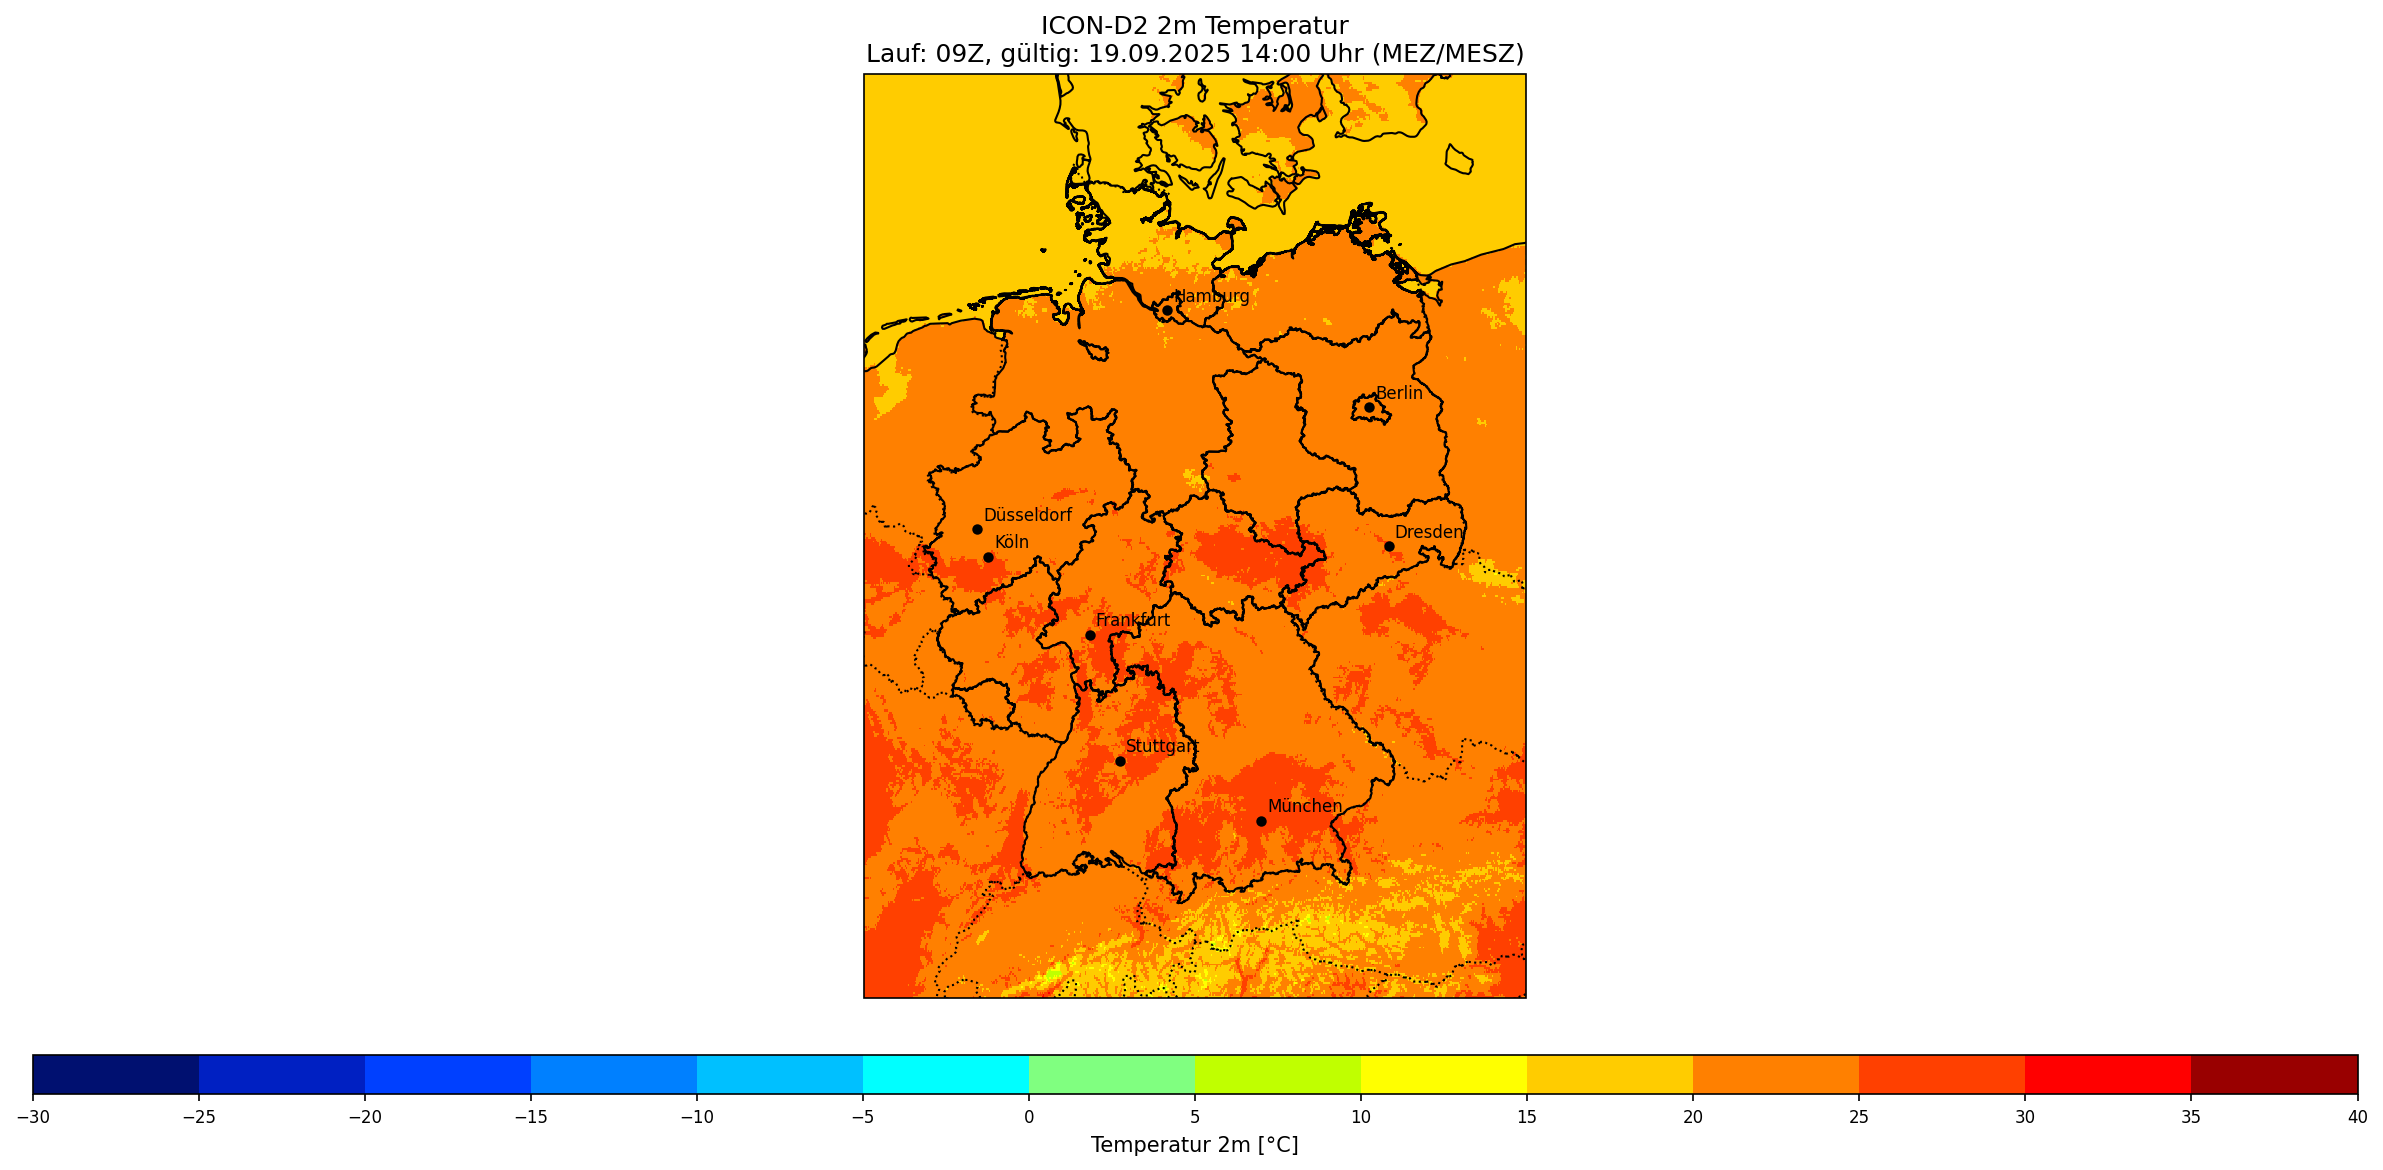 ICON-D2 2m Temperatur
Lauf: 09Z, gültig: 19.09.2025 14:00 Uhr (MEZ/MESZ)
Hamburg
Berlin
Düsseldorf
Dresden
Köln
Frankfurt
Stuttgart
München
−30 −25 −20 −15 −10 −5 0 5 10 15 20 25 30 35 40
Temperatur 2m [°C]